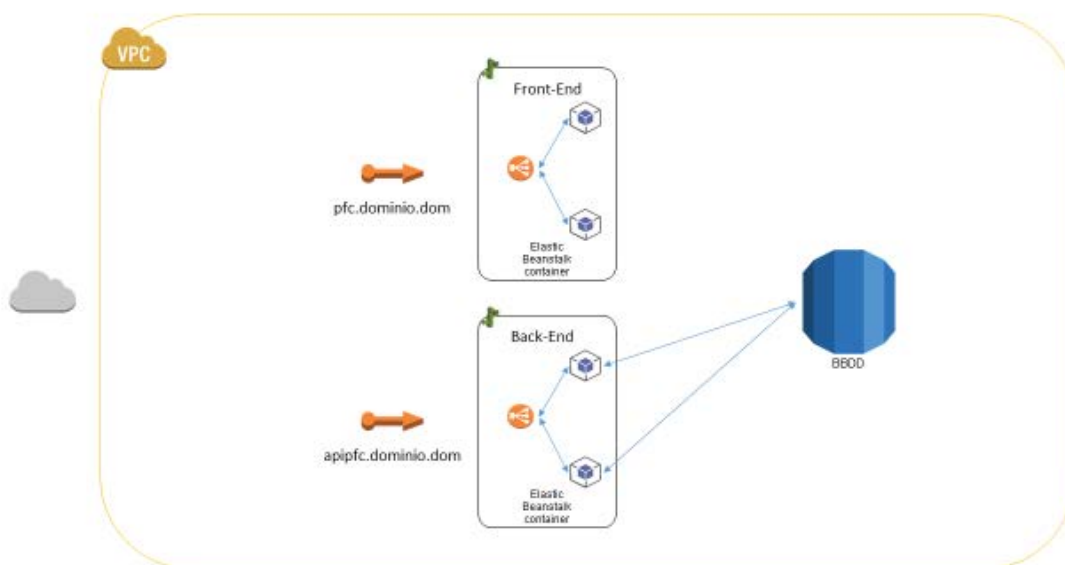 VPC
Front-End
pfc.dominio.dom
Elastic
Beanstalk
container
Back-End
BBDD
apipfc.dominio.dom
Elastic
Beanstalk
container